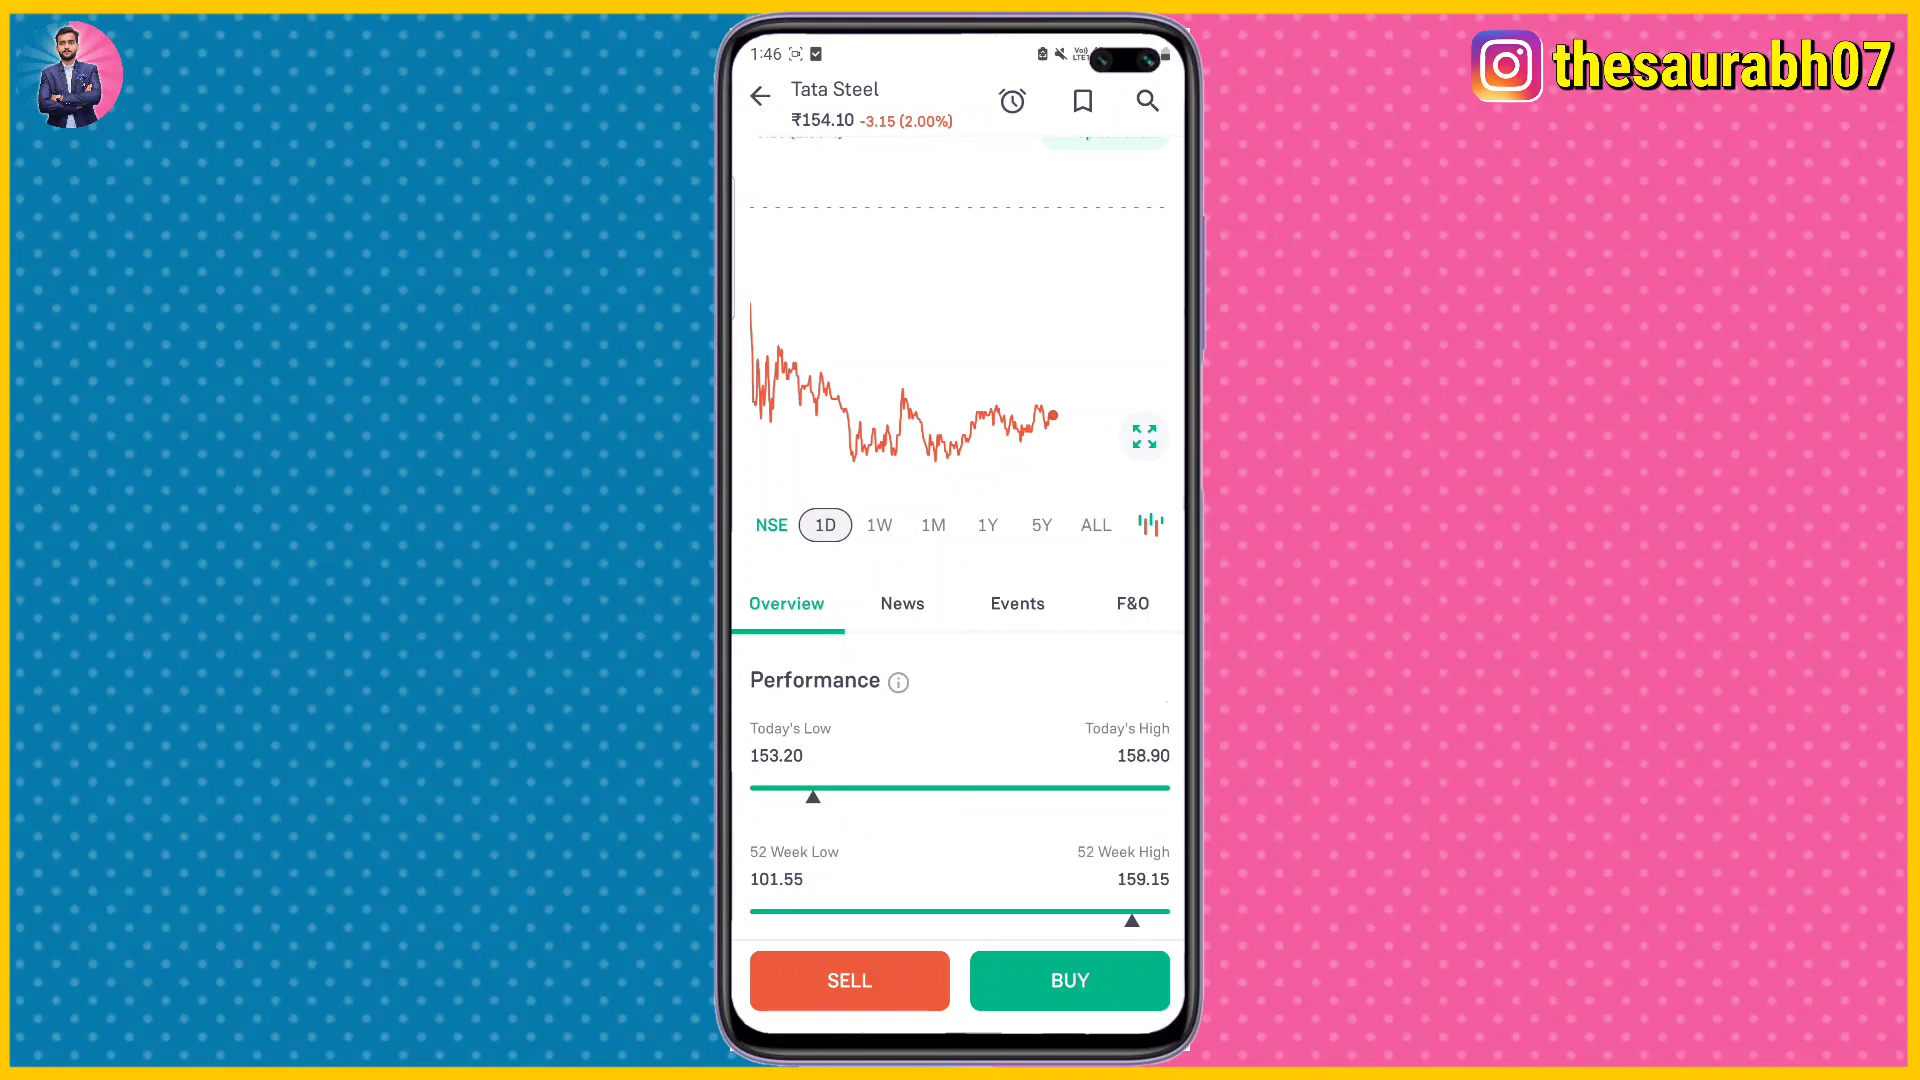 thesaurabh07
1:46
Vo)
LTE1
Tata Steel
₹154.10 -3.15 (2.00%)
NSE 1D 1W 1M 1Y 5Y ALL
Overview News Events F&O
Performance
Today's Low Today's High
153.20 158.90
52 Week Low 52 Week High
101.55 159.15
SELL BUY